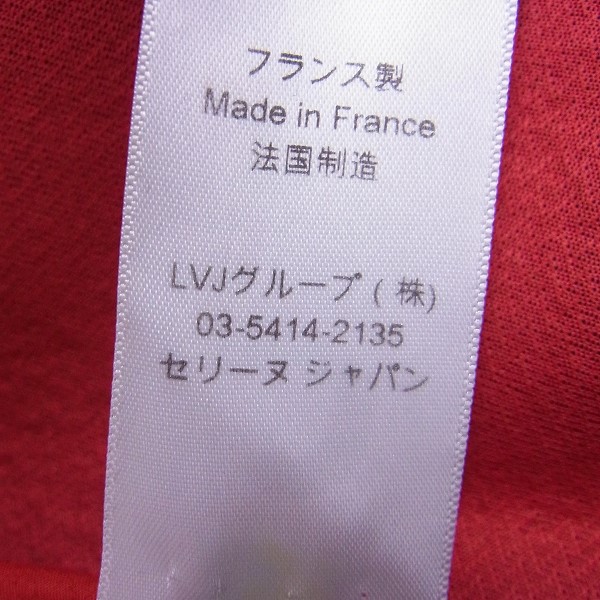 フランス製
Made in France
法国制造
LVJグループ ( 株)
03-5414-2135
セリーヌ ジャパン